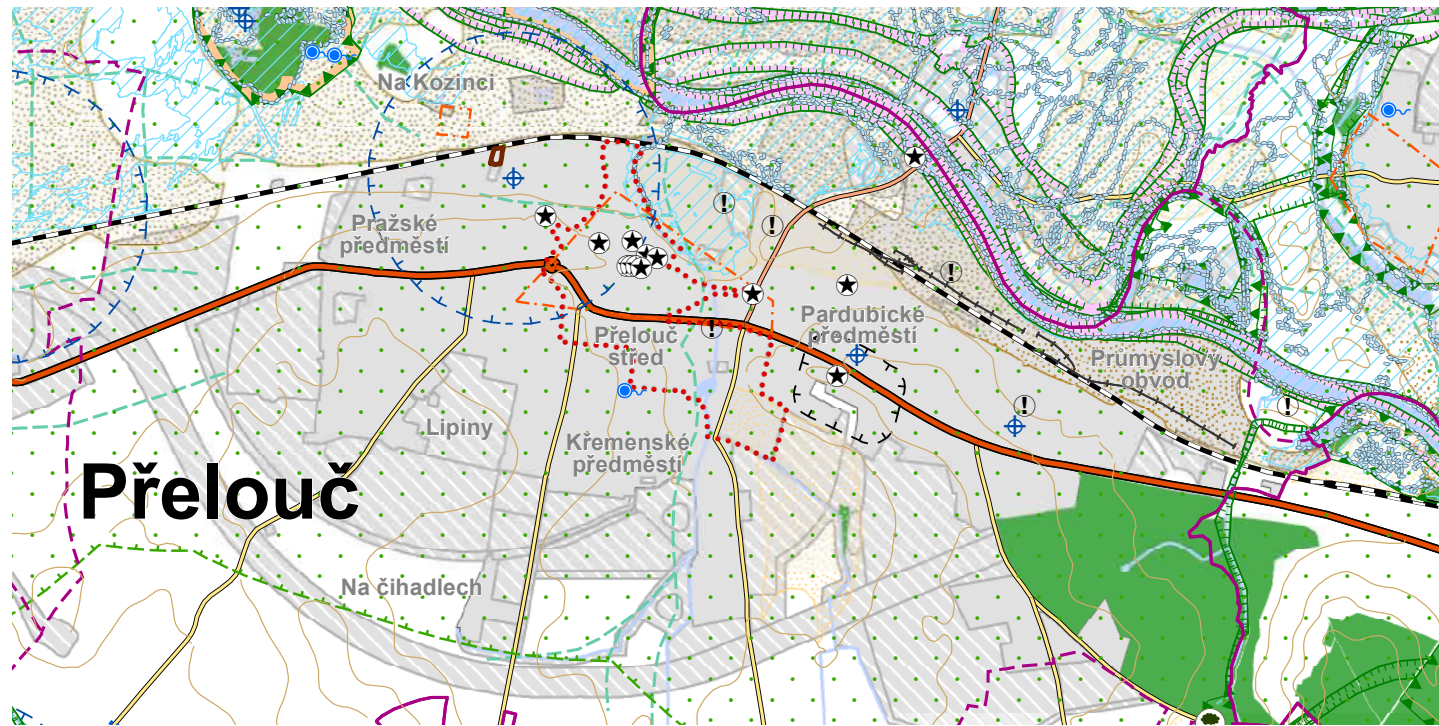 Na Kozinci
Pražské
předměstí
Pardubické
předměstí
Přelouč
střed
Průmyslový
obvod
Lipiny
Křemenské
předměstí
Přelouč
Na čihadlech